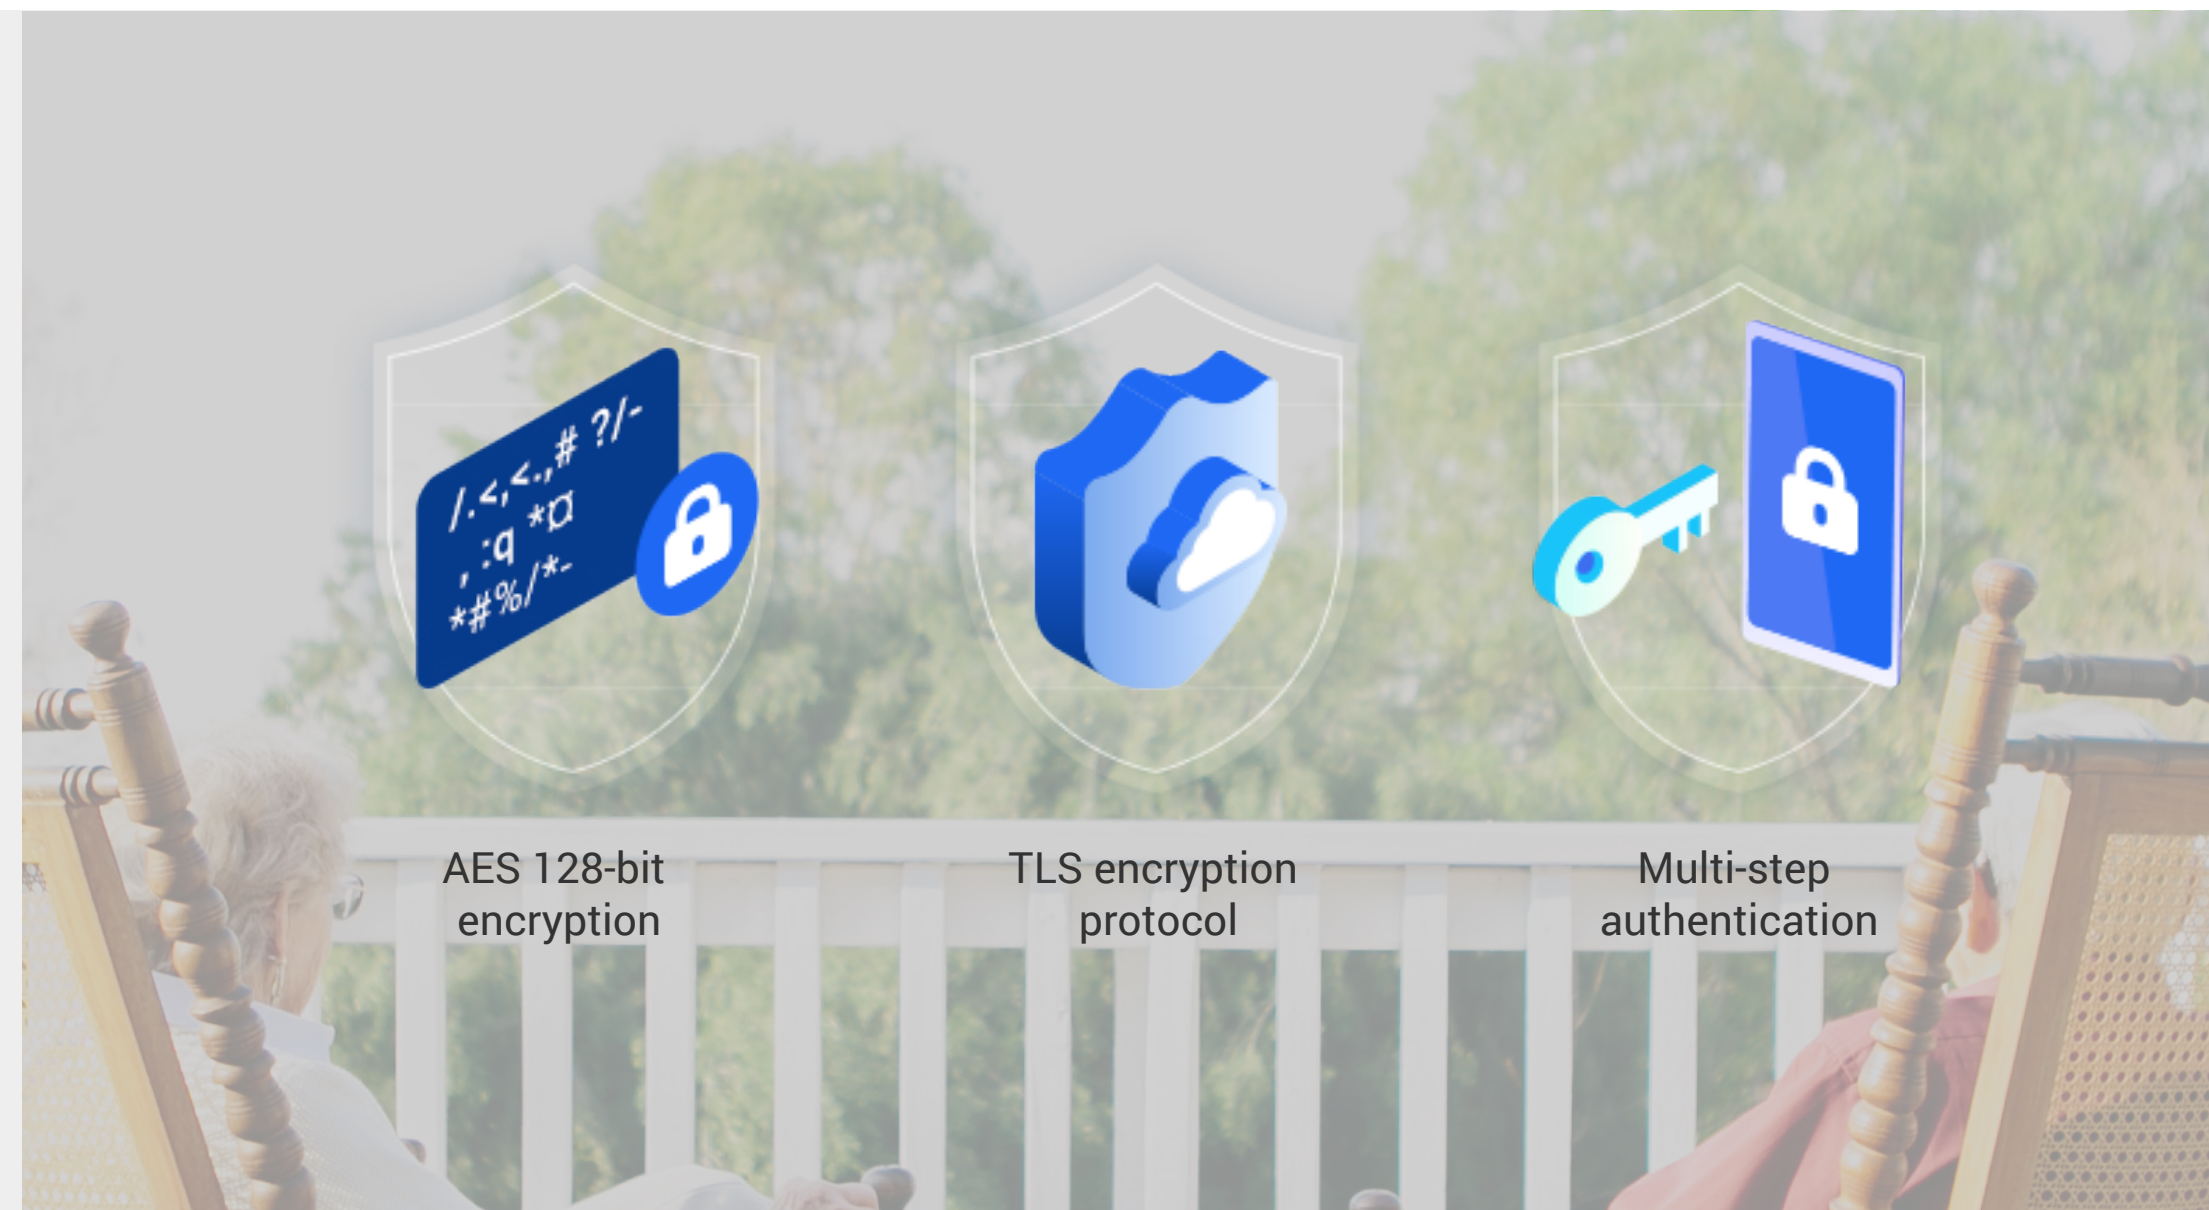 /.<,<.,# ?/-
, :q *¤
*#%/*-
AES 128-bit
encryption
TLS encryption
protocol
Multi-step
authentication